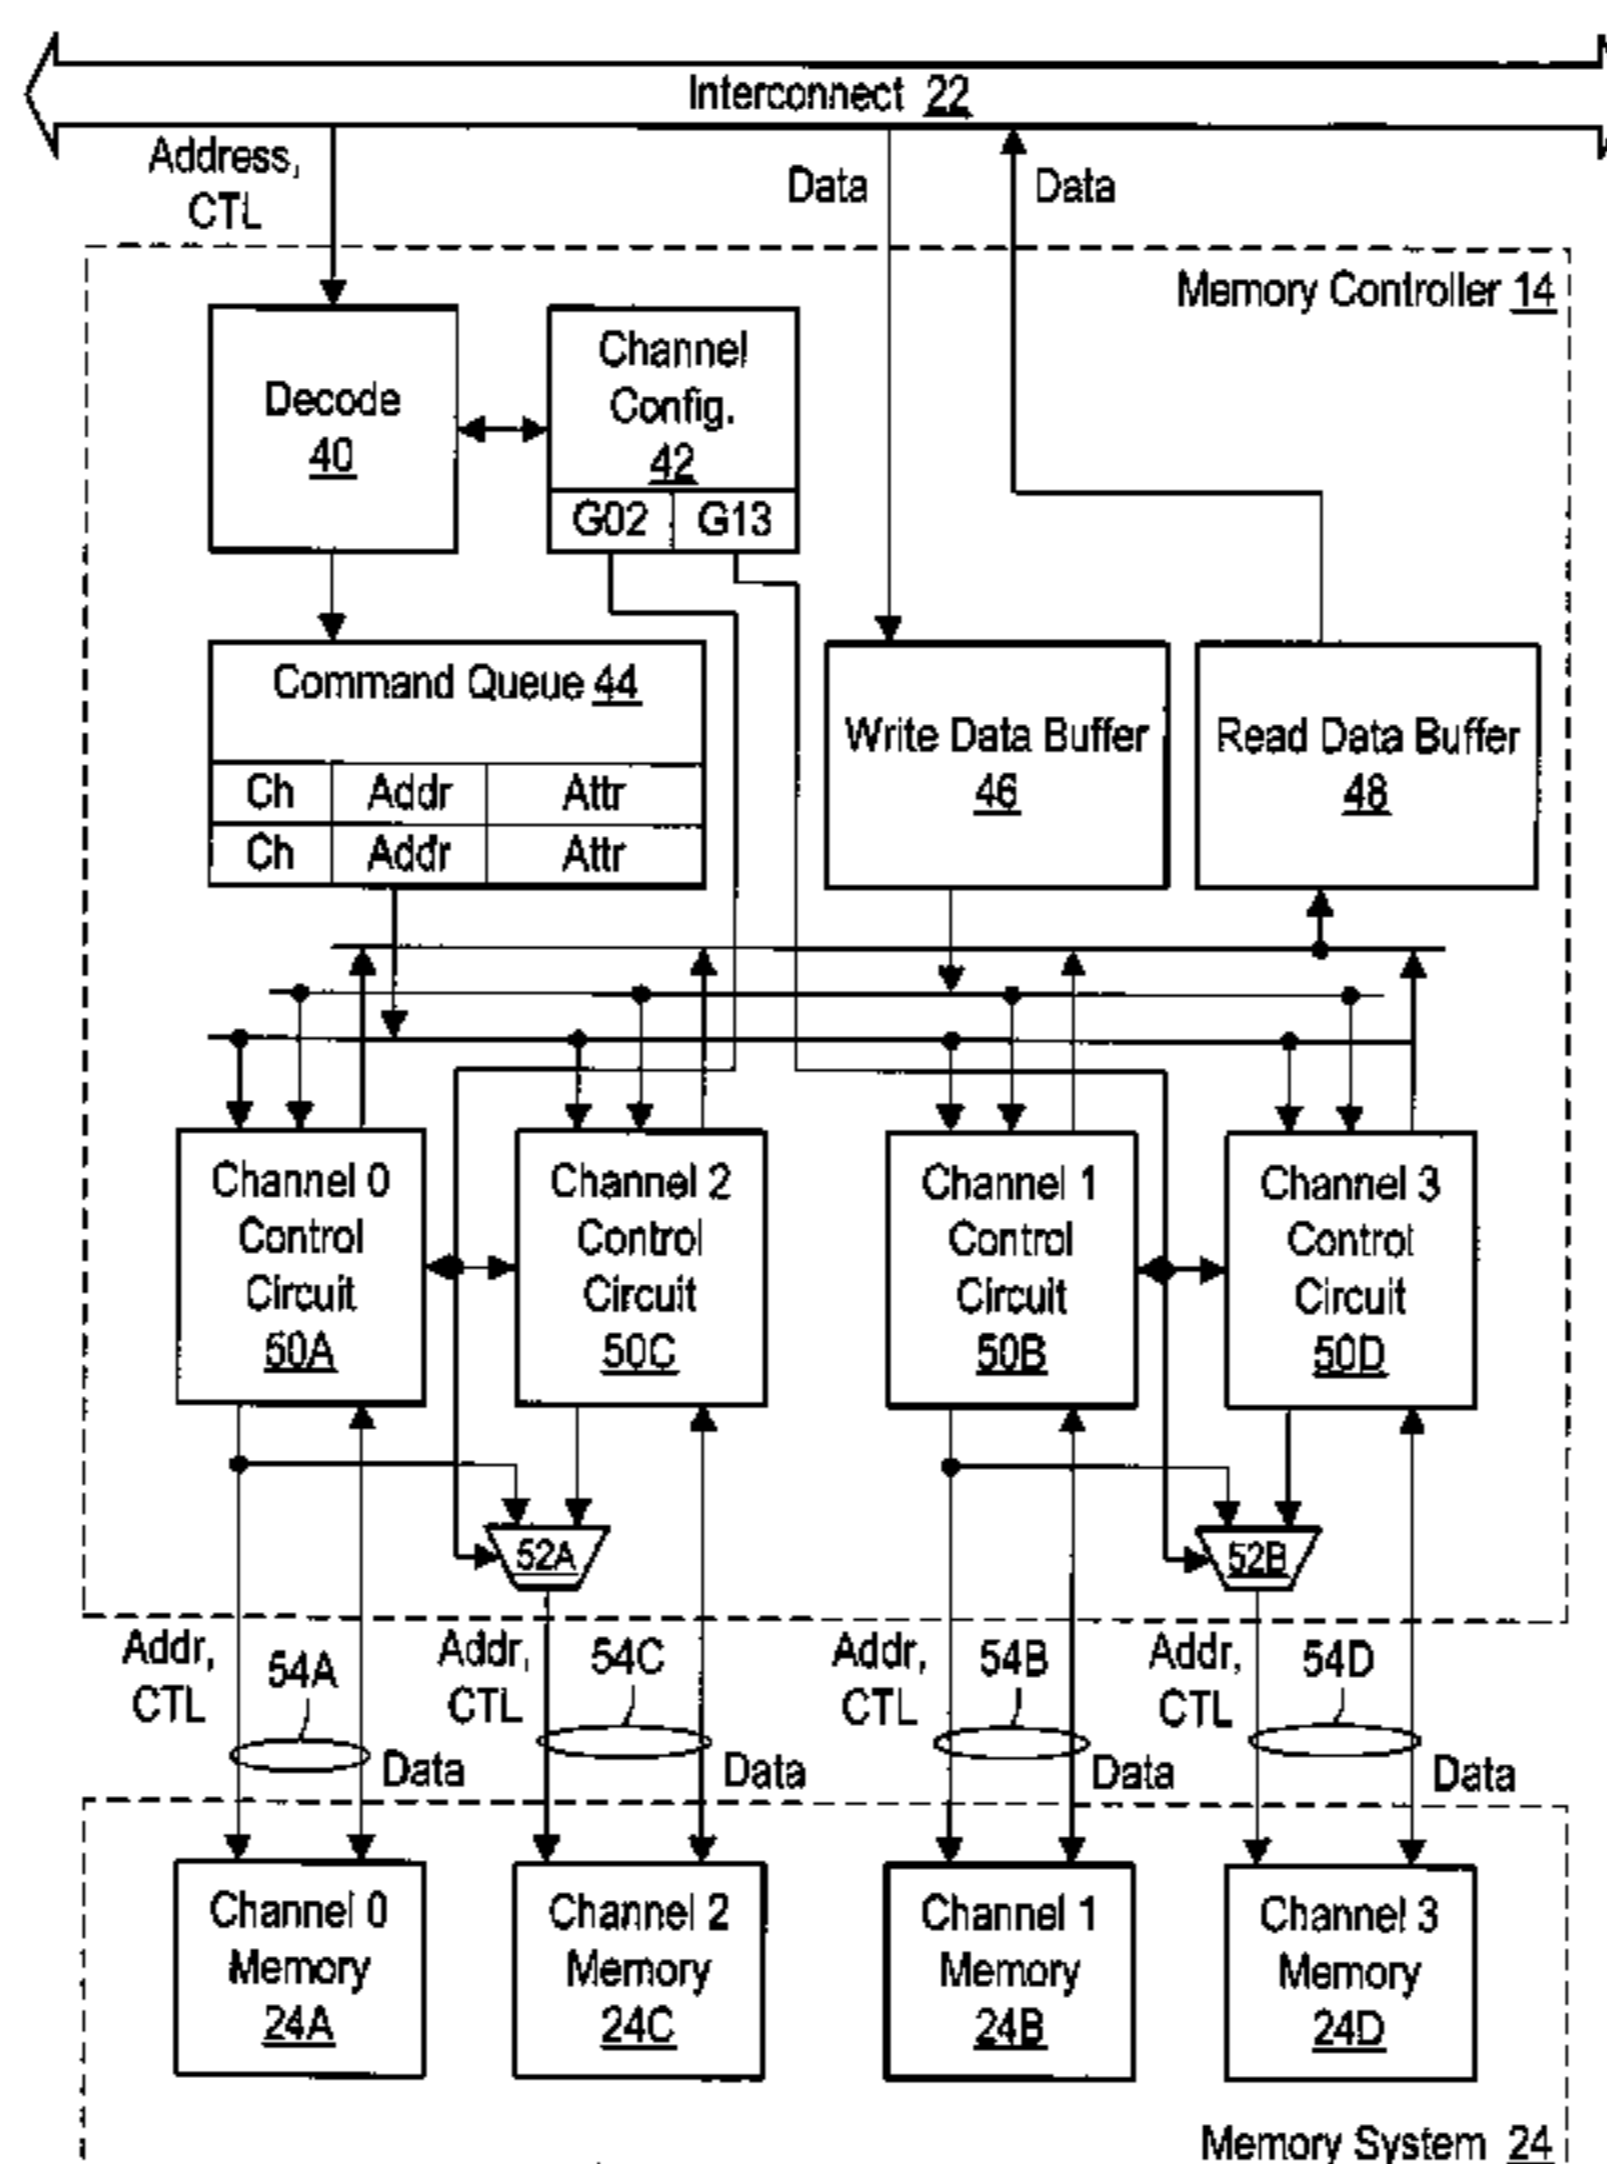 Interconnect 22
Address,
CTL
Data
Data
Memory Controller 14
Decode
40
Channel
Config.
42
G02 G13
Command Queue 44
Ch Addr Attr
Ch Addr Attr
Write Data Buffer
46
Read Data Buffer
48
Channel 0
Control
Circuit
50A
Channel 2
Control
Circuit
50C
Channel 1
Control
Circuit
50B
Channel 3
Control
Circuit
50D
52A
52B
Addr,
CTL
54A
Data
Addr,
CTL
54C
Data
Addr,
CTL
54B
Data
Addr,
CTL
54D
Data
Channel 0
Memory
24A
Channel 2
Memory
24C
Channel 1
Memory
24B
Channel 3
Memory
24D
Memory System 24